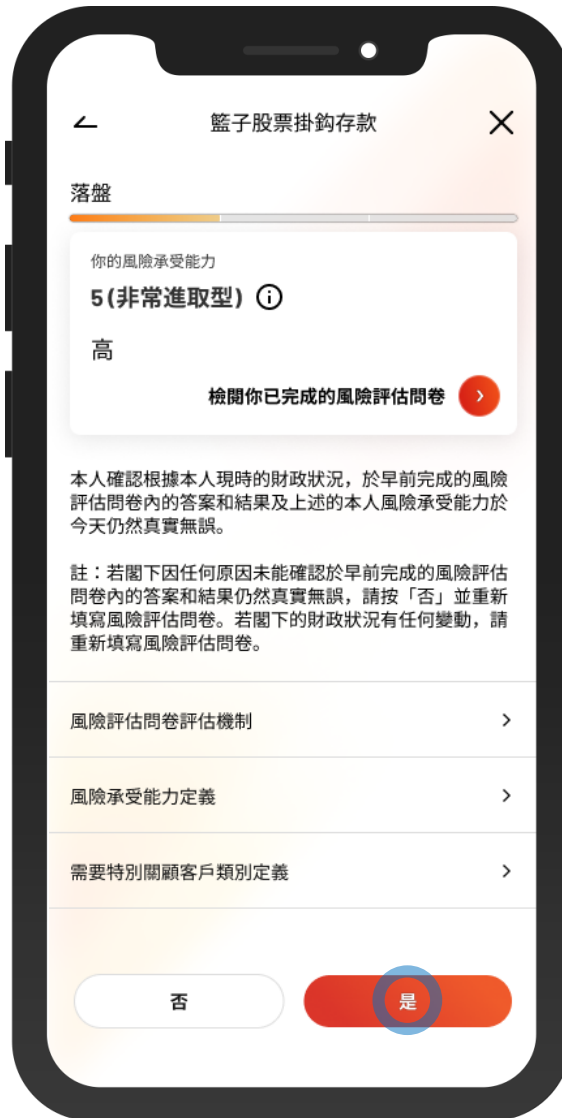 籃子股票掛鈎存款
落盤
你的風險承受能力
5(非常進取型)
高
檢閱你已完成的風險評估問卷
本人確認根據本人現時的財政狀況，於早前完成的風險
評估問卷內的答案和結果及上述的本人風險承受能力於
今天仍然真實無誤。
註：若閣下因任何原因未能確認於早前完成的風險評估
問卷內的答案和結果仍然真實無誤，請按「否」並重新
填寫風險評估問卷。若閣下的財政狀況有任何變動，請
重新填寫風險評估問卷。
風險評估問卷評估機制
風險承受能力定義
需要特別關顧客戶類別定義
否
是